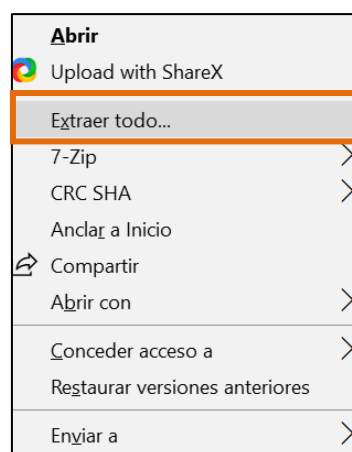 Abrir
Upload with ShareX
Extraer todo...
7-Zip
CRC SHA
Anclar a Inicio
Compartir
Abrir con
Conceder acceso a
Restaurar versiones anteriores
Enviar a